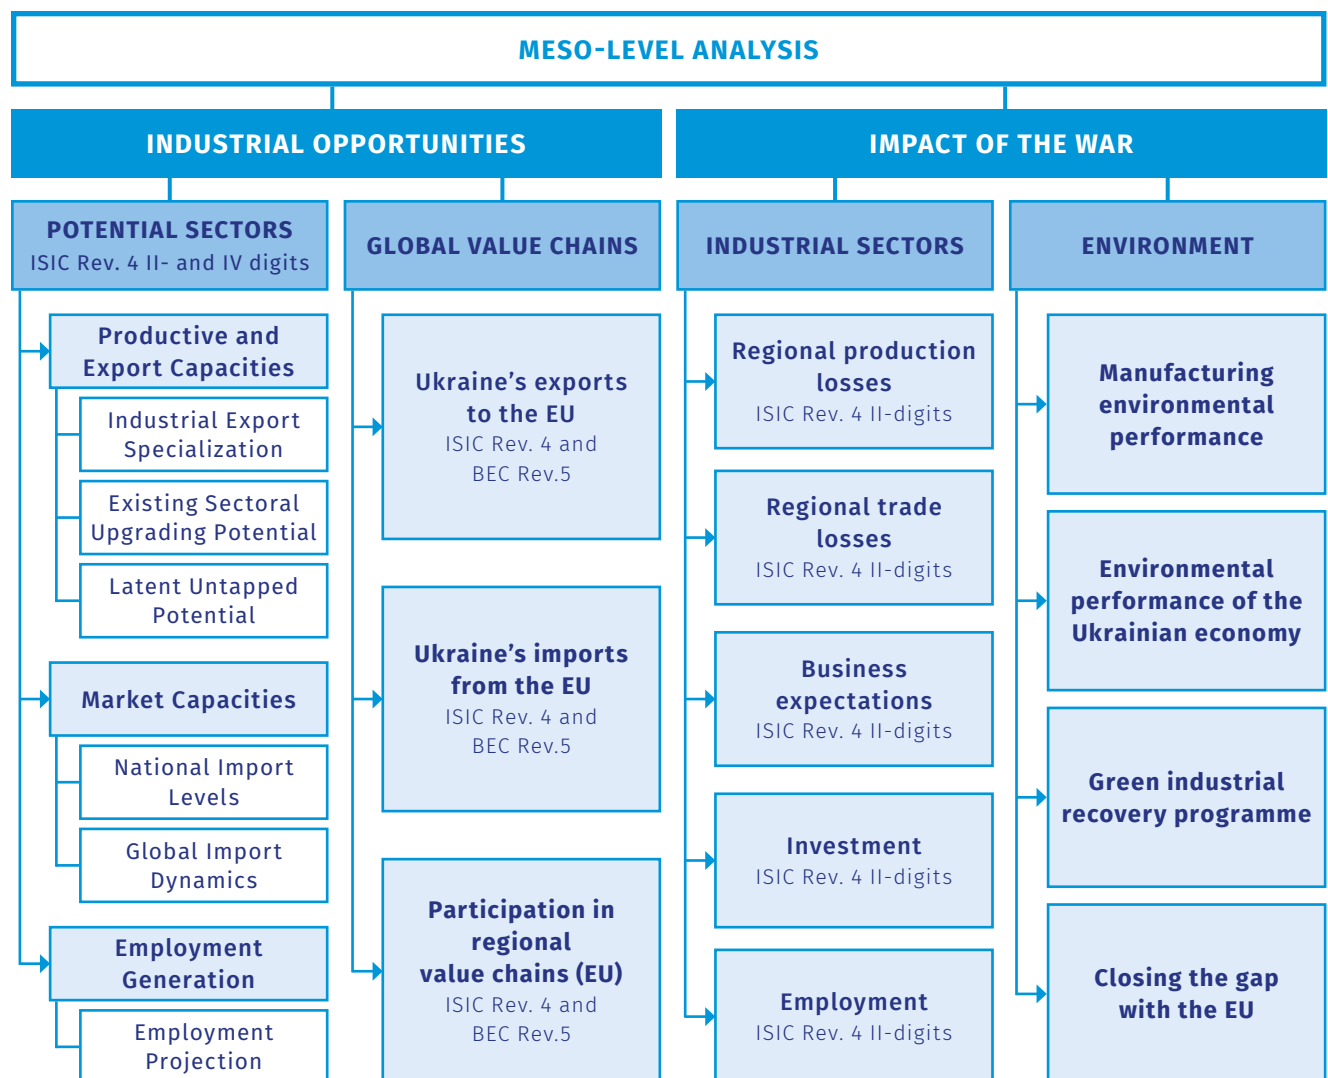 MESO-LEVEL ANALYSIS
INDUSTRIAL OPPORTUNITIES
IMPACT OF THE WAR
POTENTIAL SECTORS
ISIC Rev. 4 II- and IV digits
GLOBAL VALUE CHAINS
INDUSTRIAL SECTORS
ENVIRONMENT
Productive and
Export Capacities
Industrial Export
Specialization
Existing Sectoral
Upgrading Potential
Latent Untapped
Potential
Market Capacities
National Import
Levels
Global Import
Dynamics
Employment
Generation
Employment
Projection
Ukraine's exports
to the EU
ISIC Rev. 4 and
BEC Rev.5
Ukraine's imports
from the EU
ISIC Rev. 4 and
BEC Rev.5
Participation in
regional
value chains (EU)
ISIC Rev. 4 and
BEC Rev.5
Regional production
losses
ISIC Rev. 4 II-digits
Regional trade
losses
ISIC Rev. 4 II-digits
Business
expectations
ISIC Rev. 4 II-digits
Investment
ISIC Rev. 4 II-digits
Employment
ISIC Rev. 4 II-digits
Manufacturing
environmental
performance
Environmental
performance of the
Ukrainian economy
Green industrial
recovery programme
Closing the gap
with the EU